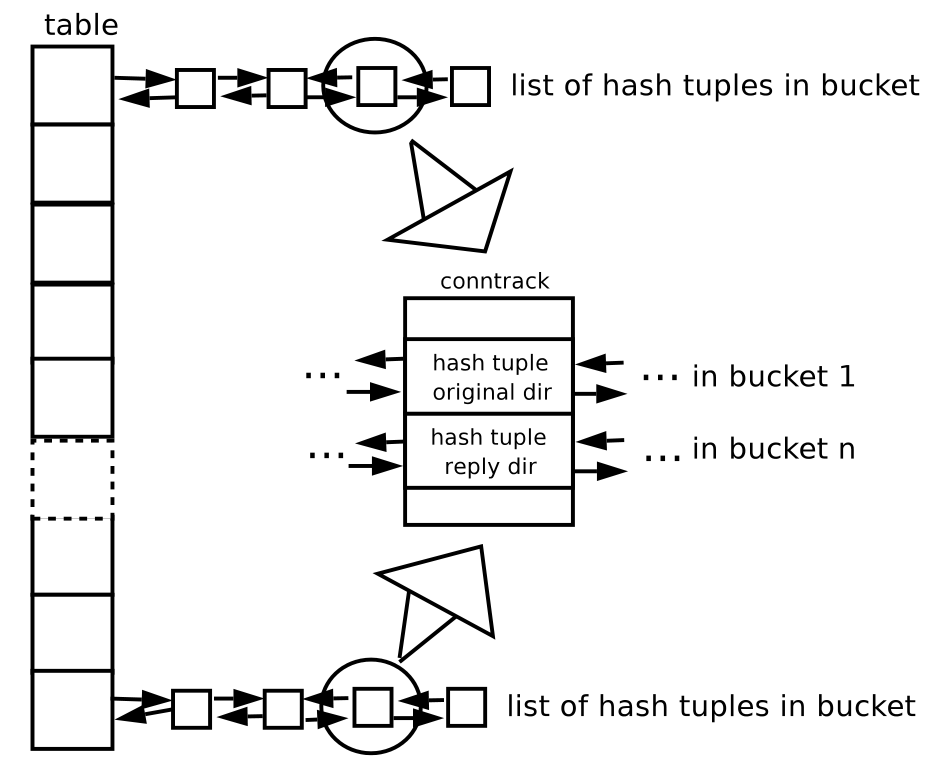 table
list of hash tuples in bucket
conntrack
hash tuple
original dir
... in bucket 1
...
hash tuple
reply dir
... in bucket n
...
list of hash tuples in bucket